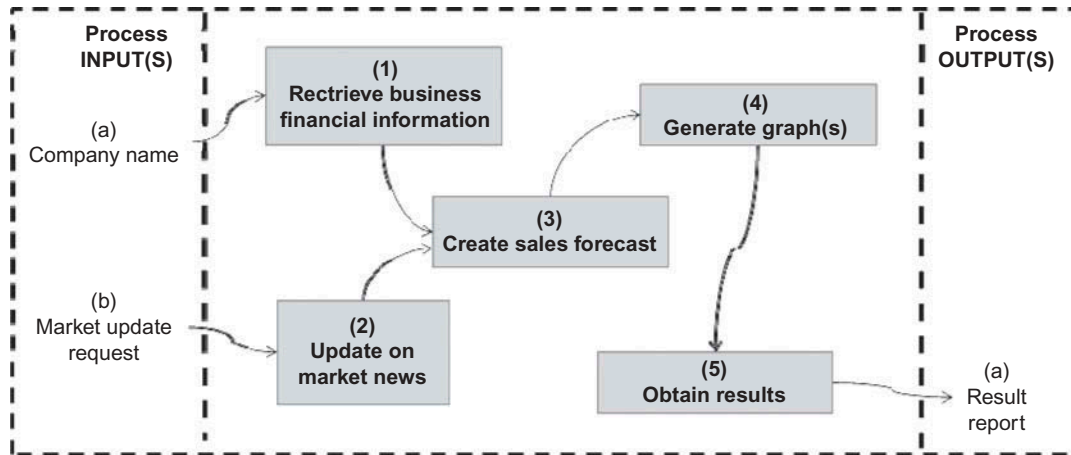 Process
INPUT(S)
(a)
Company name
(b)
Market update
request
(1)
Rectrieve business
financial information
(2)
Update on
market news
(3)
Create sales forecast
(4)
Generate graph(s)
(5)
Obtain results
Process
OUTPUT(S)
(a)
Result
report